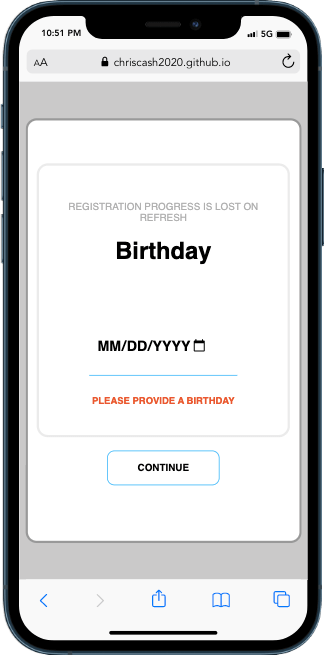 10:51 PM
5G
AA
chriscash2020.github.io
REGISTRATION PROGRESS IS LOST ON
REFRESH
Birthday
MM/DD/YYYY
PLEASE PROVIDE A BIRTHDAY
CONTINUE